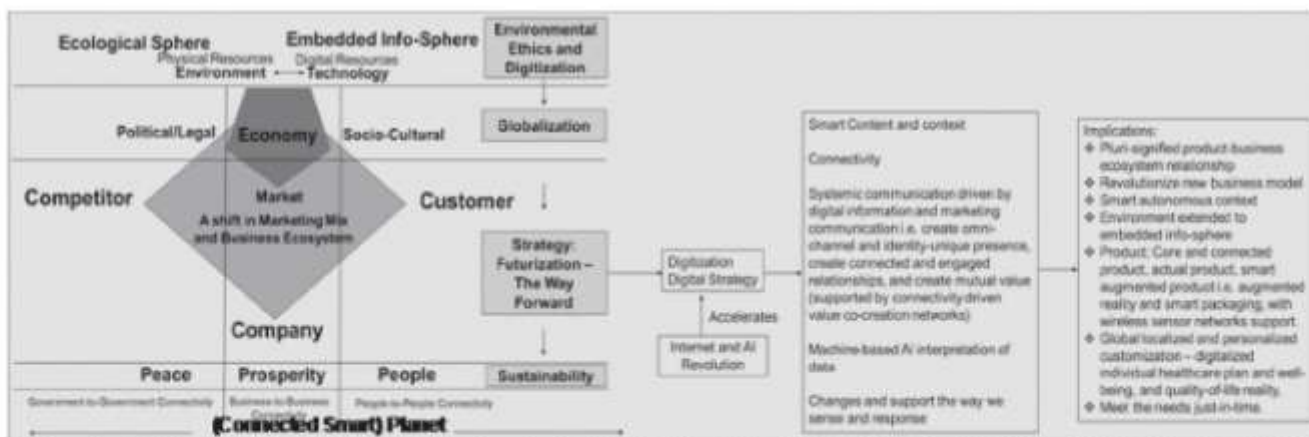 Ecological Sphere
Embedded Info-Sphere
Physical Resources
Digital Resources
Environment
Technology
Environmental
Ethics and
Digitization
Political/Legal
Economy
Socio-Cultural
Globalization
Competitor
Market
Customer
A shift in Marketing Mix
and Business Ecosystem
Strategy:
Futurization –
The Way
Forward
Company
Peace
Prosperity
People
Sustainability
Government-to-Government Connectivity
Business-to-Business
Connectivity
People-to-People Connectivity
(Connected Smart) Planet
Digitization
Digital Strategy
Accelerates
Internet and AI
Revolution
Smart Content and context
Connectivity
Systemic communication driven by
digital information and marketing
communication i.e. create omni-
channel and identity-unique presence,
create connected and engaged
relationships, and create mutual value
(supported by connectivity driven
value co-creation networks)
Machine-based AI interpretation of
data
Changes and support the way we
sense and response
Implications:
❖ Pluri-signified product-business
ecosystem relationship
❖ Revolutionize new business model
❖ Smart autonomous context
❖ Environment extended to
embedded info-sphere
❖ Product: Core and connected
product, actual product, smart
augmented product i.e. augmented
reality and smart packaging, with
wireless sensor networks support
❖ Global localized and personalized
customization – digitalized
individual healthcare plan and well-
being, and quality-of-life reality.
❖ Meet the needs just-in-time.